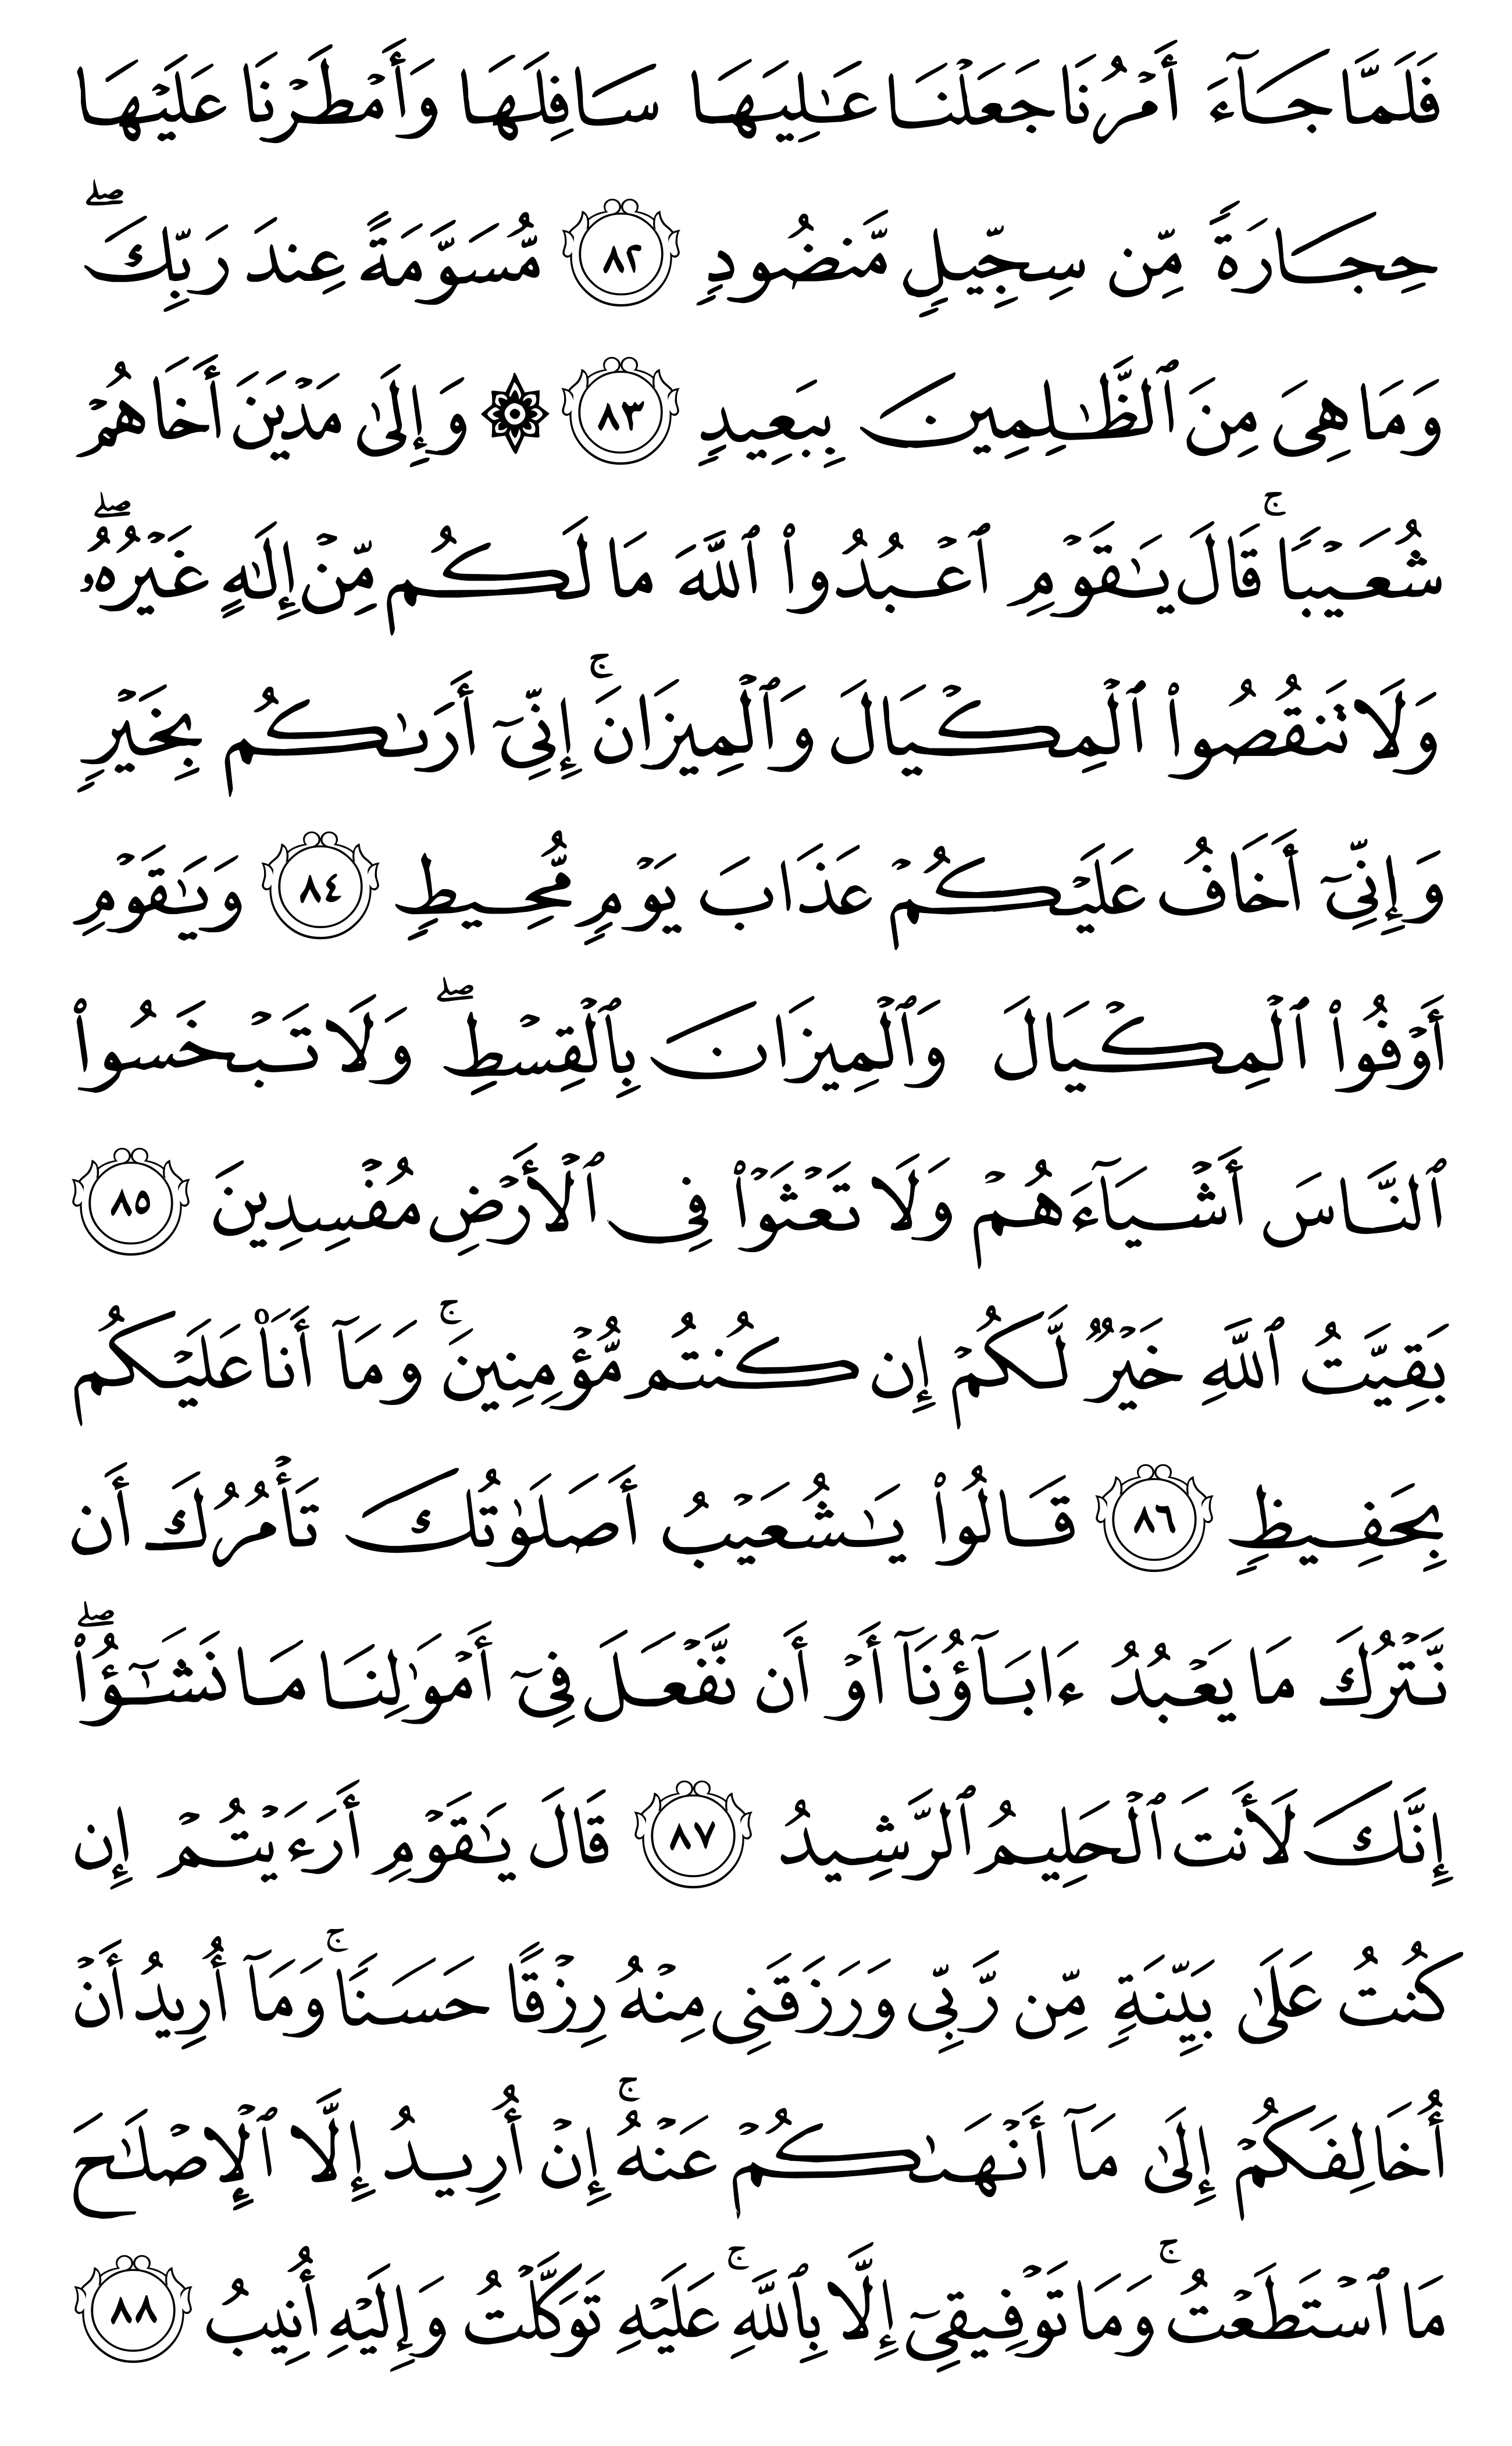 فَلَمَّا جَآءَ أَمْرُنَا جَعَلْنَا عَٰلِيَهَا سَافِلَهَا وَأَمْطَرْنَا عَلَيْهَا
حِجَارَةً مِّن سِجِّيلٍ مَّنضُودٍ ٨٢ مُّسَوَّمَةً عِندَ رَبِّكَۖ
وَمَا هِىَ مِنَ ٱلظَّٰلِمِينَ بِبَعِيدٍ ٨٣ ۞ وَإِلَىٰ مَدْيَنَ أَخَاهُمْ
شُعَيْبًاۚ قَالَ يَٰقَوْمِ ٱعْبُدُوا۟ ٱللَّهَ مَا لَكُم مِّنْ إِلَٰهٍ غَيْرُهُۥۖ
وَلَا تَنقُصُوا۟ ٱلْمِكْيَالَ وَٱلْمِيزَانَۚ إِنِّىٓ أَرَىٰكُم بِخَيْرٍ
وَإِنِّىٓ أَخَافُ عَلَيْكُمْ عَذَابَ يَوْمٍ مُّحِيطٍ ٨٤ وَيَٰقَوْمِ
أَوْفُوا۟ ٱلْمِكْيَالَ وَٱلْمِيزَانَ بِٱلْقِسْطِۖ وَلَا تَبْخَسُوا۟
ٱلنَّاسَ أَشْيَآءَهُمْ وَلَا تَعْثَوْا۟ فِى ٱلْأَرْضِ مُفْسِدِينَ ٨٥
بَقِيَّتُ ٱللَّهِ خَيْرٌ لَّكُمْ إِن كُنتُم مُّؤْمِنِينَۚ وَمَآ أَنَا۠ عَلَيْكُم
بِحَفِيظٍ ٨٦ قَالُوا۟ يَٰشُعَيْبُ أَصَلَوٰتُكَ تَأْمُرُكَ أَن
نَّتْرُكَ مَا يَعْبُدُ ءَابَآؤُنَآ أَوْ أَن نَّفْعَلَ فِىٓ أَمْوَٰلِنَا مَا نَشَٰٓؤُا۟ۖ
إِنَّكَ لَأَنتَ ٱلْحَلِيمُ ٱلرَّشِيدُ ٨٧ قَالَ يَٰقَوْمِ أَرَءَيْتُمْ إِن
كُنتُ عَلَىٰ بَيِّنَةٍ مِّن رَّبِّى وَرَزَقَنِى مِنْهُ رِزْقًا حَسَنًاۚ وَمَآ أُرِيدُ أَنْ
أُخَالِفَكُمْ إِلَىٰ مَآ أَنْهَىٰكُمْ عَنْهُۚ إِنْ أُرِيدُ إِلَّا ٱلْإِصْلَٰحَ
مَا ٱسْتَطَعْتُۚ وَمَا تَوْفِيقِىٓ إِلَّا بِٱللَّهِۚ عَلَيْهِ تَوَكَّلْتُ وَإِلَيْهِ أُنِيبُ ٨٨